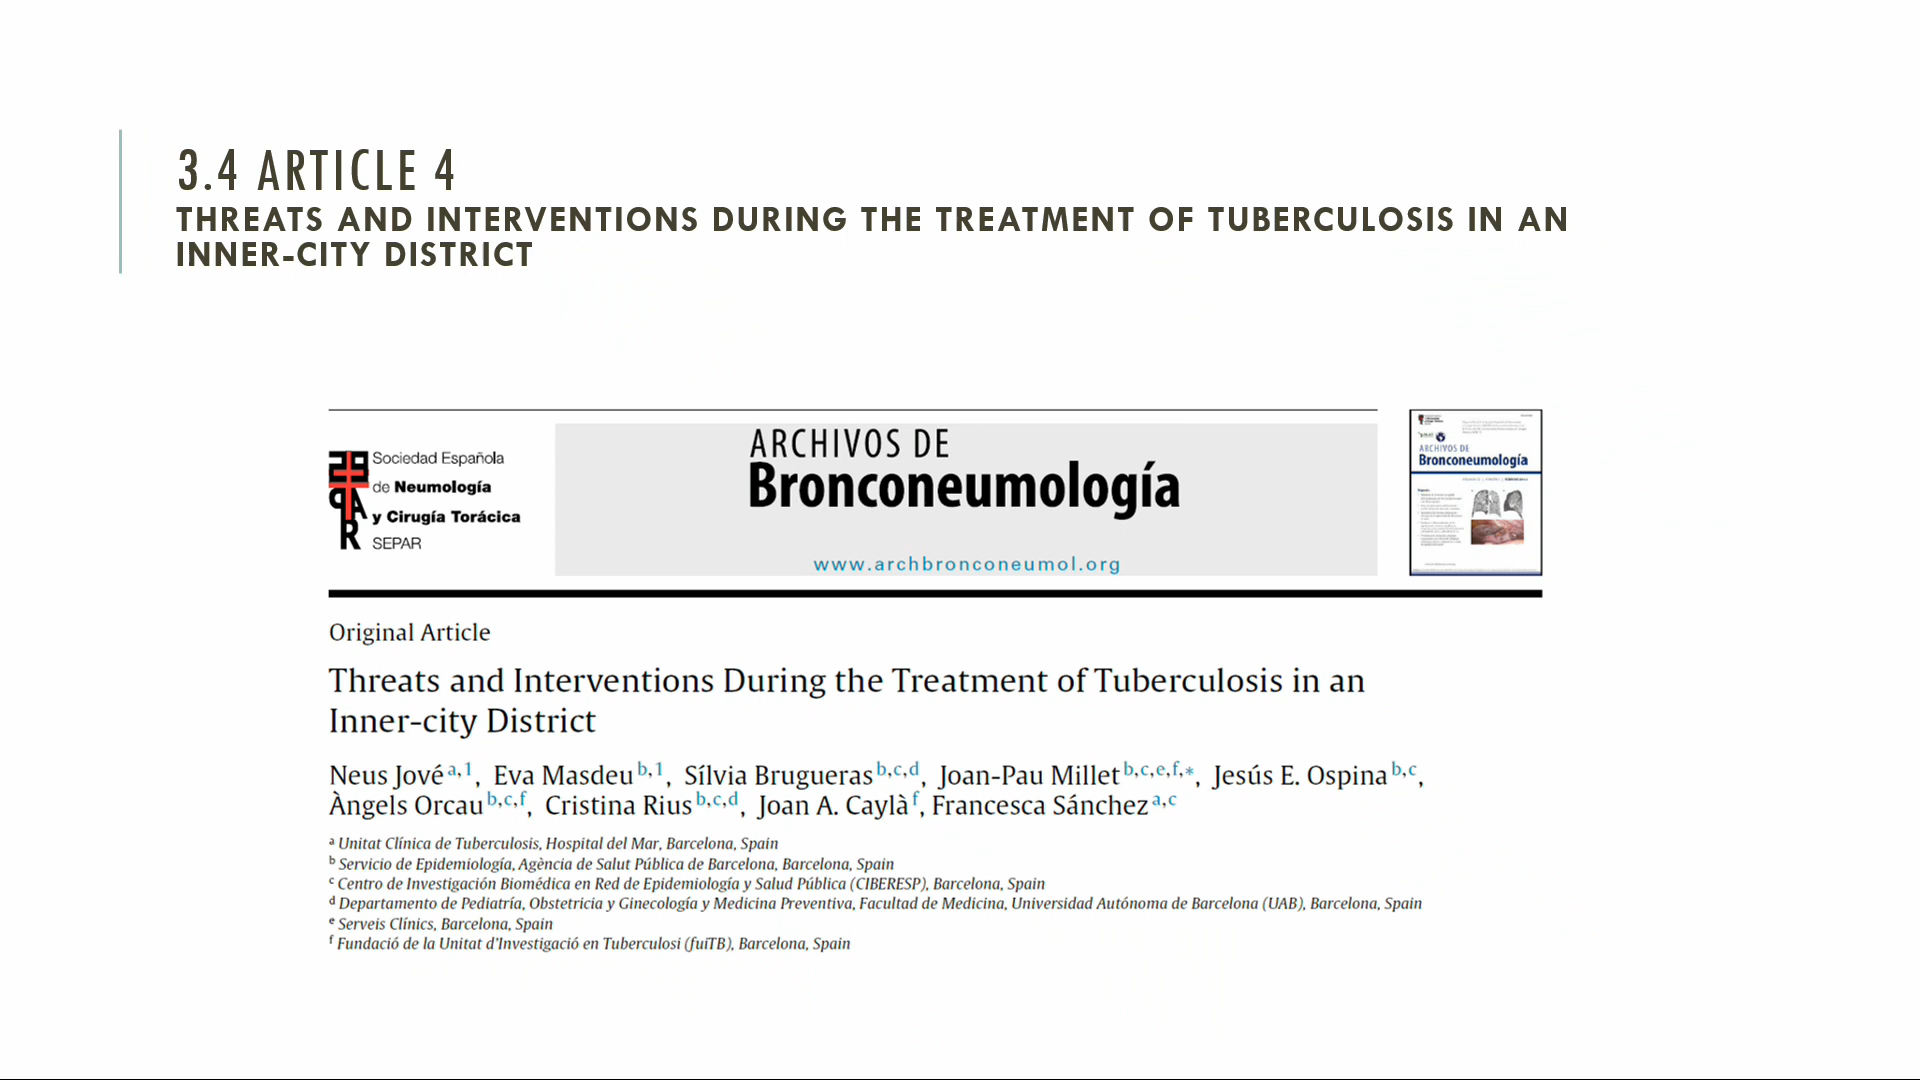 3.4 ARTICLE 4
THREATS AND INTERVENTIONS DURING THE TREATMENT OF TUBERCULOSIS IN AN
INNER-CITY DISTRICT
Sociedad Española
de Neumología
y Cirugía Torácica
SEPAR
ARCHIVOS DE
Bronconeumología
www.archbronconeumol.org
ARCHIVOS DE
Bronconeumología
Original Article
Threats and Interventions During the Treatment of Tuberculosis in an
Inner-city District
Neus Jové a,1, Eva Masdeu b,1, Sílvia Brugueras b,c,d, Joan-Pau Millet b,c,e,f,*, Jesús E. Ospina b,c,
Àngels Orcau b,c,f, Cristina Rius b,c,d, Joan A. Caylà f, Francesca Sánchez a,c
a Unitat Clínica de Tuberculosis, Hospital del Mar, Barcelona, Spain
b Servicio de Epidemiología, Agència de Salut Pública de Barcelona, Barcelona, Spain
c Centro de Investigación Biomédica en Red de Epidemiología y Salud Pública (CIBERESP), Barcelona, Spain
d Departamento de Pediatría, Obstetricia y Ginecología y Medicina Preventiva, Facultad de Medicina, Universidad Autónoma de Barcelona (UAB), Barcelona, Spain
e Serveis Clínics, Barcelona, Spain
f Fundació de la Unitat d'Investigació en Tuberculosi (fuiTB), Barcelona, Spain